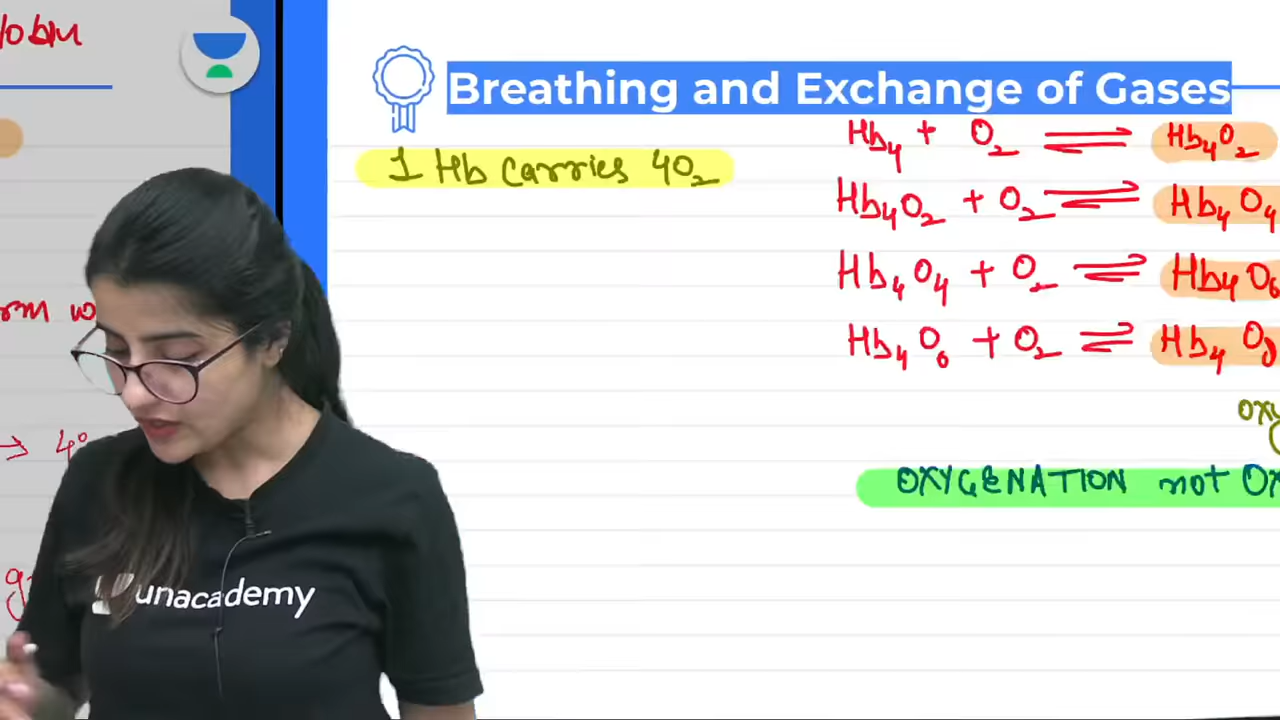 Breathing and Exchange of Gases
1 Hb Carries 4O₂
Hb₄ + O₂ ⇌ Hb₄O₂
Hb₄O₂ + O₂ ⇌ Hb₄O₄
Hb₄O₄ + O₂ ⇌ Hb₄O₆
Hb₄O₆ + O₂ ⇌ Hb₄O₈
OXYGENATION not
→ 4°
unacademy